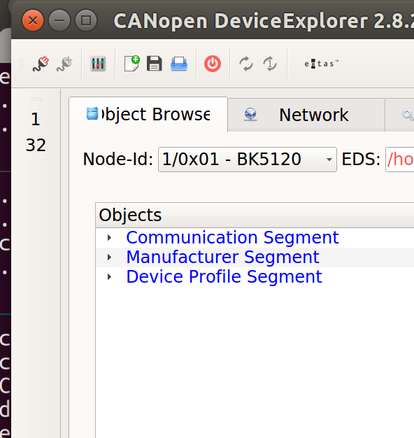 CANopen DeviceExplorer 2.8.2
1
32
Object Browse
Network
Node-Id: 1/0x01 - BK5120 EDS: /ho
Objects
Communication Segment
Manufacturer Segment
Device Profile Segment